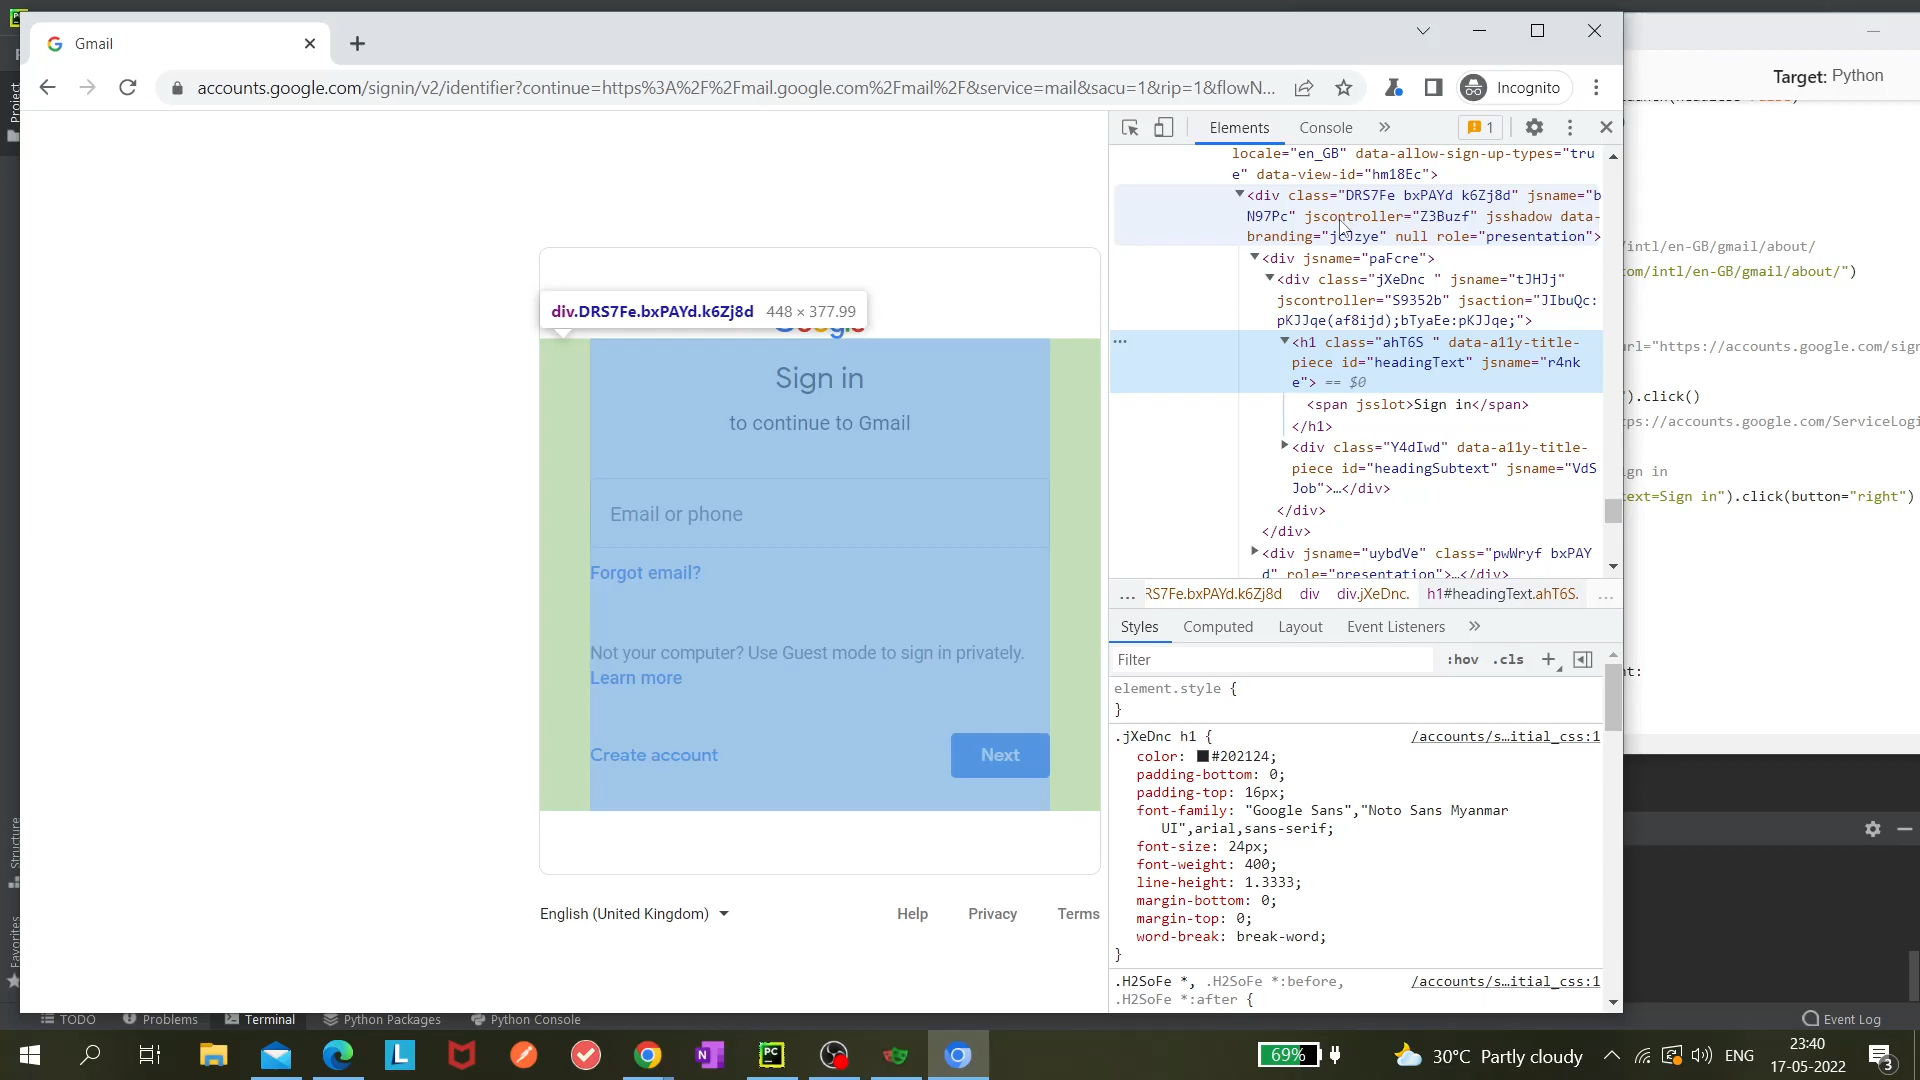 Gmail
accounts.google.com/signin/v2/identifier?continue=https%3A%2F%2Fmail.google.com%2Fmail%2F&service=mail&sacu=1&rip=1&flowN...
Incognito
Target: Python
Elements
Console
1
locale="en_GB" data-allow-sign-up-types="tru
e" data-view-id="hm18Ec">
<div class="DRS7Fe bxPAYd k6Zj8d" jsname="b
N97Pc" jscontroller="Z3Buzf" jsshadow data-
branding="jcJzye" null role="presentation">
<div jsname="paFcre">
<div class="jXeDnc " jsname="tJHJj"
jscontroller="S9352b" jsaction="JIbuQc:
pKJJqe(af8ijd);bTyaEe:pKJJqe;">
<h1 class="ahT6S " data-a11y-title-
piece id="headingText" jsname="r4nk
e"> == $0
<span jsslot>Sign in</span>
</h1>
<div class="Y4dIwd" data-a11y-title-
piece id="headingSubtext" jsname="VdS
Job">…</div>
</div>
</div>
<div jsname="uybdVe" class="pwWryf bxPAY
d" role="presentation">…</div>
... RS7Fe.bxPAYd.k6Zj8d div div.jXeDnc. h1#headingText.ahT6S. ...
Styles
Computed
Layout
Event Listeners
Filter
:hov .cls
element.style {
}
.jXeDnc h1 {
/accounts/s…itial_css:1
color: #202124;
padding-bottom: 0;
padding-top: 16px;
font-family: "Google Sans","Noto Sans Myanmar
UI",arial,sans-serif;
font-size: 24px;
font-weight: 400;
line-height: 1.3333;
margin-bottom: 0;
margin-top: 0;
word-break: break-word;
}
.H2SoFe *, .H2SoFe *:before,
/accounts/s…itial_css:1
.H2SoFe *:after {
div.DRS7Fe.bxPAYd.k6Zj8d 448 × 377.99
Sign in
to continue to Gmail
Email or phone
Forgot email?
Not your computer? Use Guest mode to sign in privately.
Learn more
Create account
Next
English (United Kingdom)
Help
Privacy
Terms
/intl/en-GB/gmail/about/
om/intl/en-GB/gmail/about/")
url="https://accounts.google.com/sign
").click()
tps://accounts.google.com/ServiceLogi
ign in
text=Sign in").click(button="right")
nt:
Project
Structure
Favorites
TODO
Problems
Terminal
Python Packages
Python Console
Event Log
69%
30°C Partly cloudy
ENG
23:40
17-05-2022
3